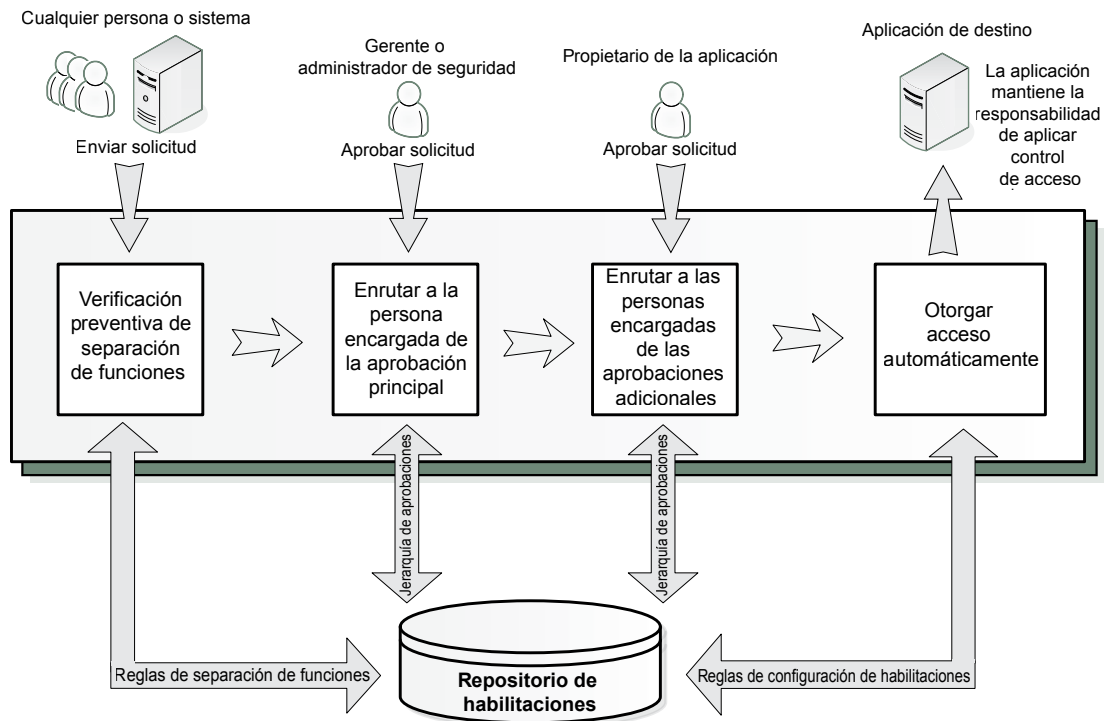 Cualquier persona o sistema
Enviar solicitud
Gerente o
administrador de seguridad
Aprobar solicitud
Propietario de la aplicación
Aprobar solicitud
Aplicación de destino
La aplicación
mantiene la
responsabilidad
de aplicar
control
de acceso
Verificación
preventiva de
separación
de funciones
Enrutar a la
persona
encargada de
la aprobación
principal
Enrutar a las
personas
encargadas
de las
aprobaciones
adicionales
Otorgar
acceso
automáticamente
Jerarquía de aprobaciones
Jerarquía de aprobaciones
Reglas de separación de funciones
Repositorio de
habilitaciones
Reglas de configuración de habilitaciones